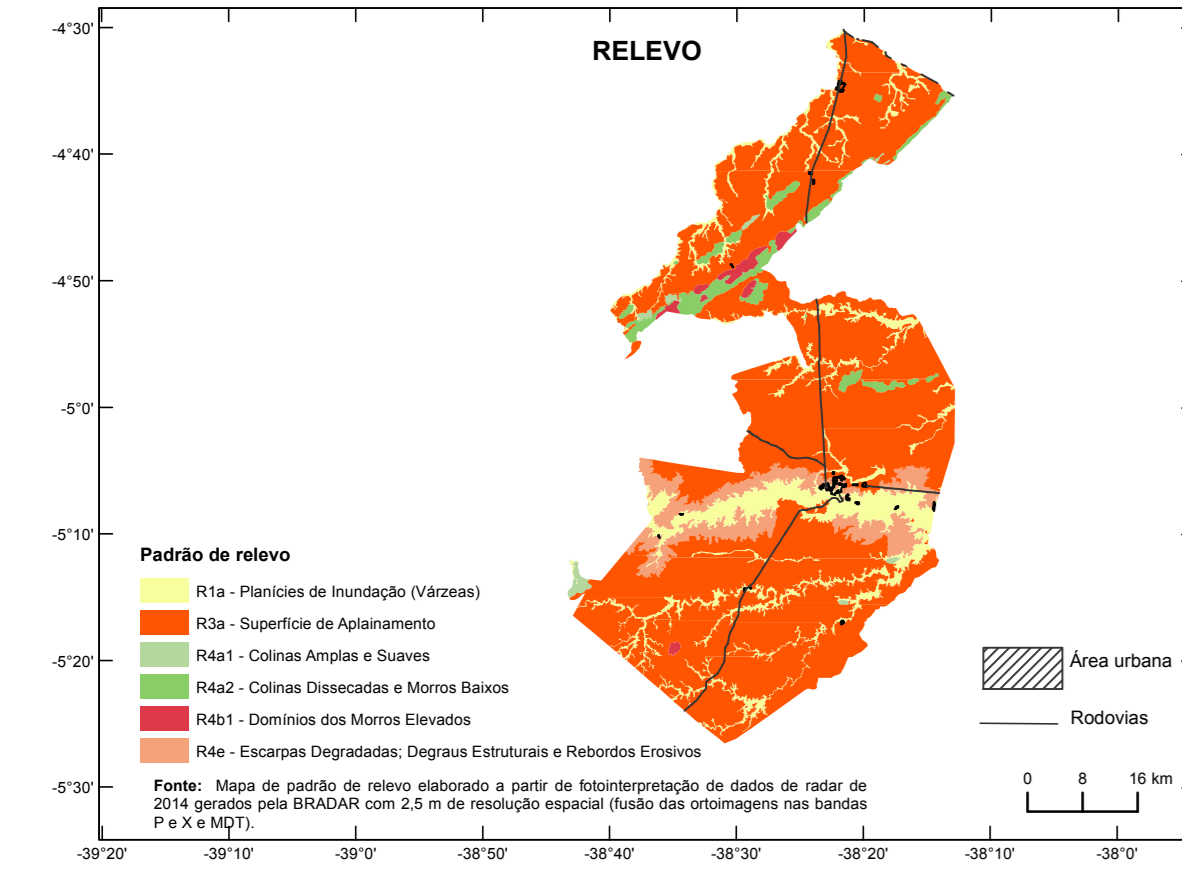 RELEVO
-4°30'
-4°40'
-4°50'
-5°0'
-5°10'
-5°20'
-5°30'
Padrão de relevo
R1a - Planícies de Inundação (Várzeas)
R3a - Superfície de Aplainamento
R4a1 - Colinas Amplas e Suaves
R4a2 - Colinas Dissecadas e Morros Baixos
R4b1 - Domínios dos Morros Elevados
R4e - Escarpas Degradadas; Degraus Estruturais e Rebordos Erosivos
Fonte: Mapa de padrão de relevo elaborado a partir de fotointerpretação de dados de radar de
2014 gerados pela BRADAR com 2,5 m de resolução espacial (fusão das ortoimagens nas bandas
P e X e MDT).
Área urbana
Rodovias
0 8 16 km
-39°20' -39°10' -39°0' -38°50' -38°40' -38°30' -38°20' -38°10' -38°0'